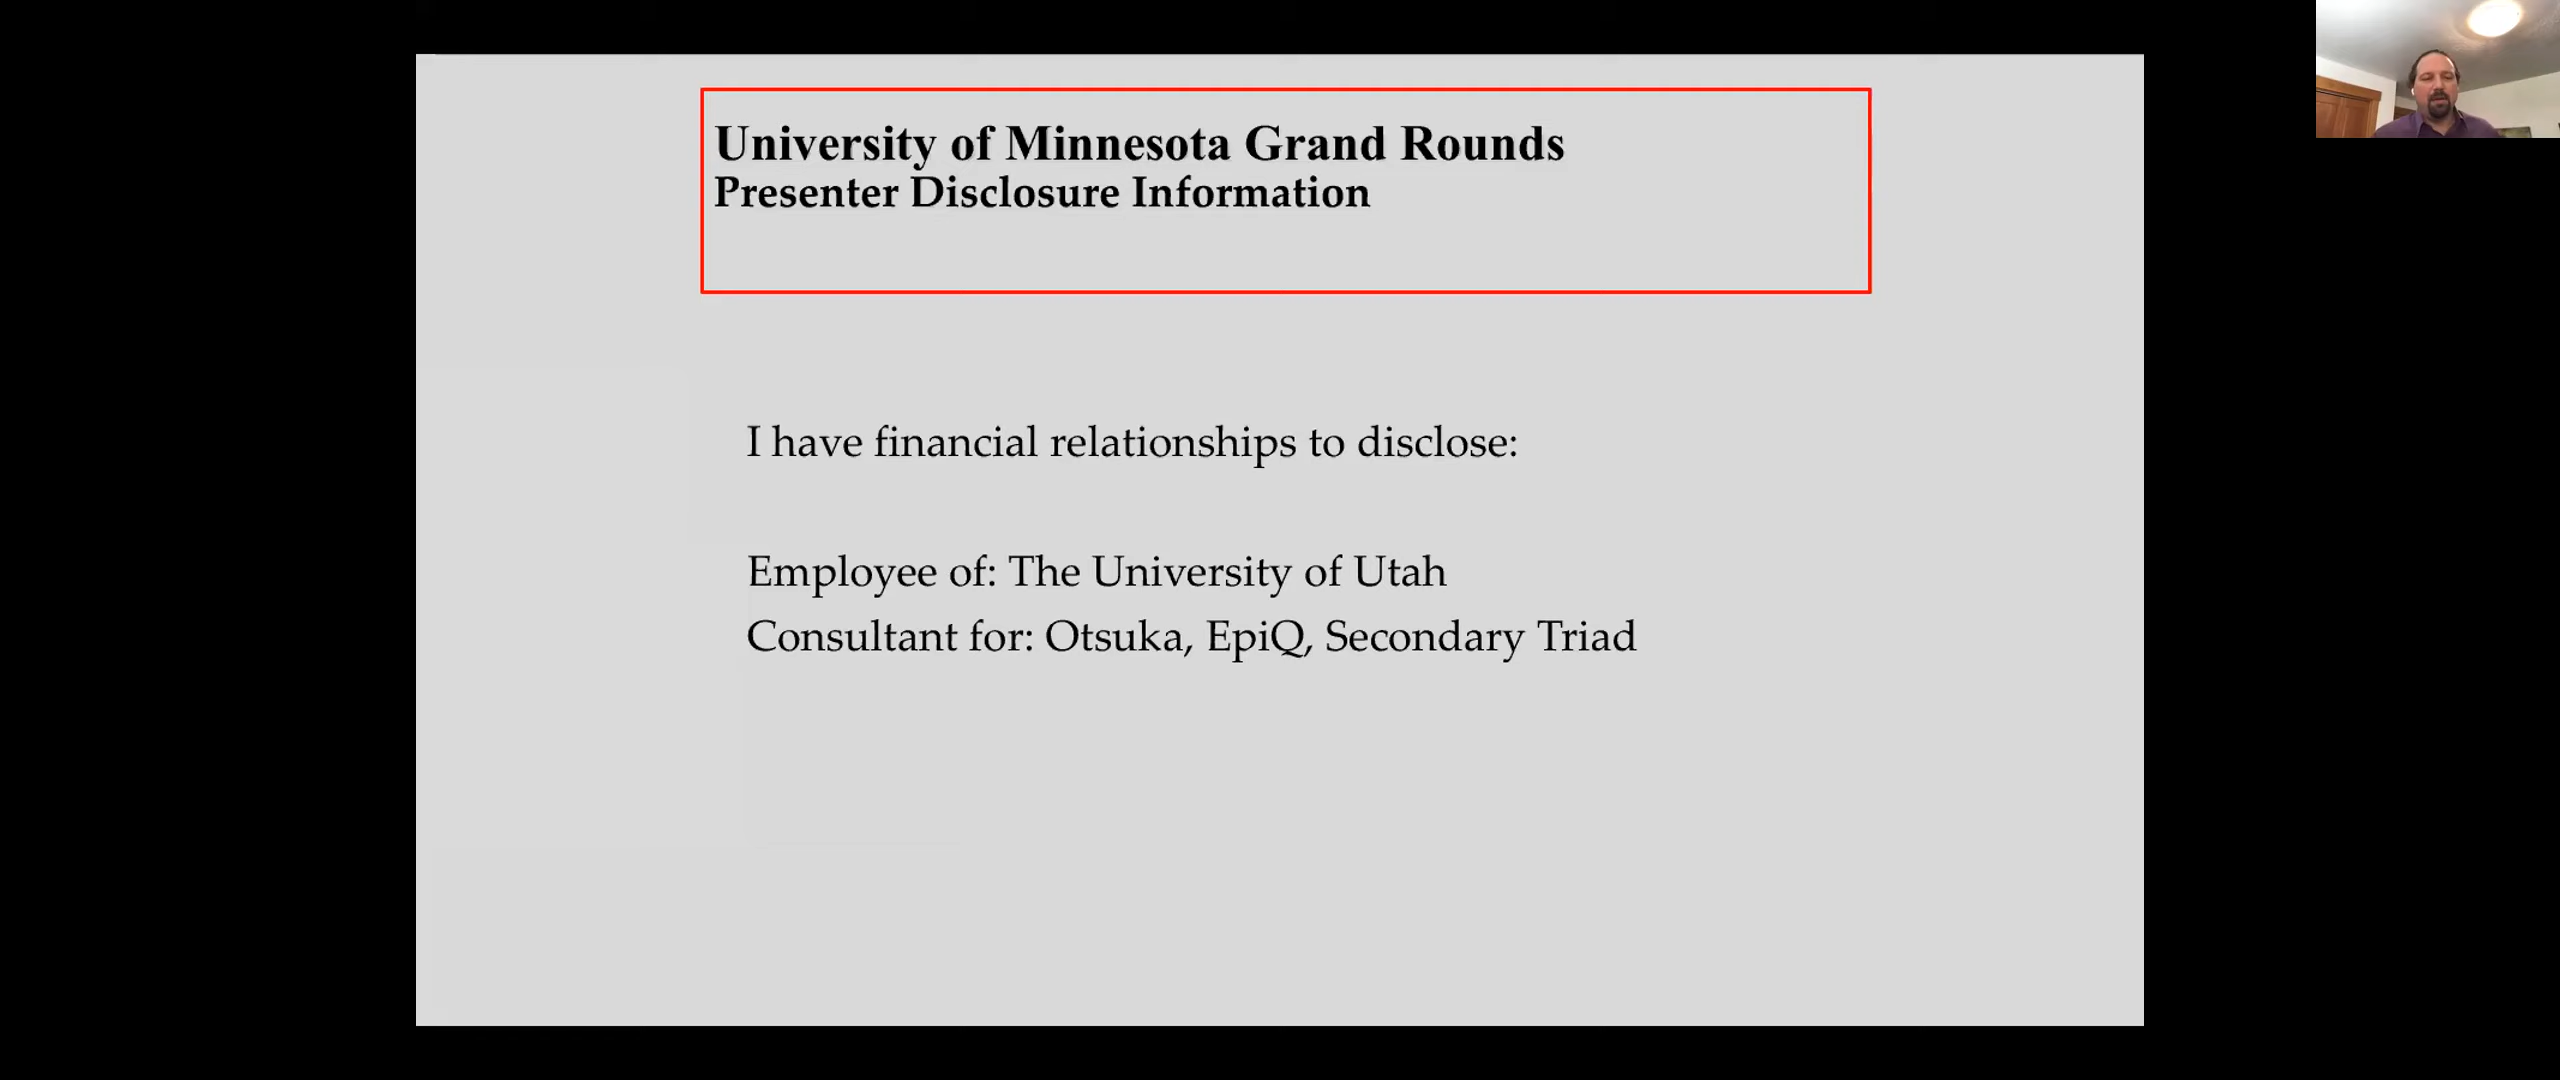 University of Minnesota Grand Rounds
Presenter Disclosure Information
I have financial relationships to disclose:
Employee of: The University of Utah
Consultant for: Otsuka, EpiQ, Secondary Triad